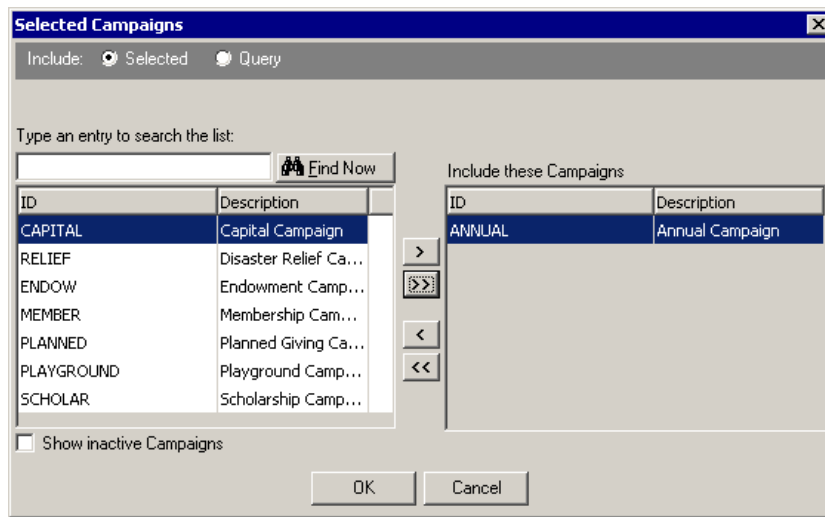 Selected Campaigns
Include: Selected Query
Type an entry to search the list:
Find Now
Include these Campaigns
ID Description
CAPITAL Capital Campaign
RELIEF Disaster Relief Ca...
ENDOW Endowment Camp...
MEMBER Membership Cam...
PLANNED Planned Giving Ca...
PLAYGROUND Playground Camp...
SCHOLAR Scholarship Camp...
>
>>
<
<<
ID Description
ANNUAL Annual Campaign
Show inactive Campaigns
OK Cancel